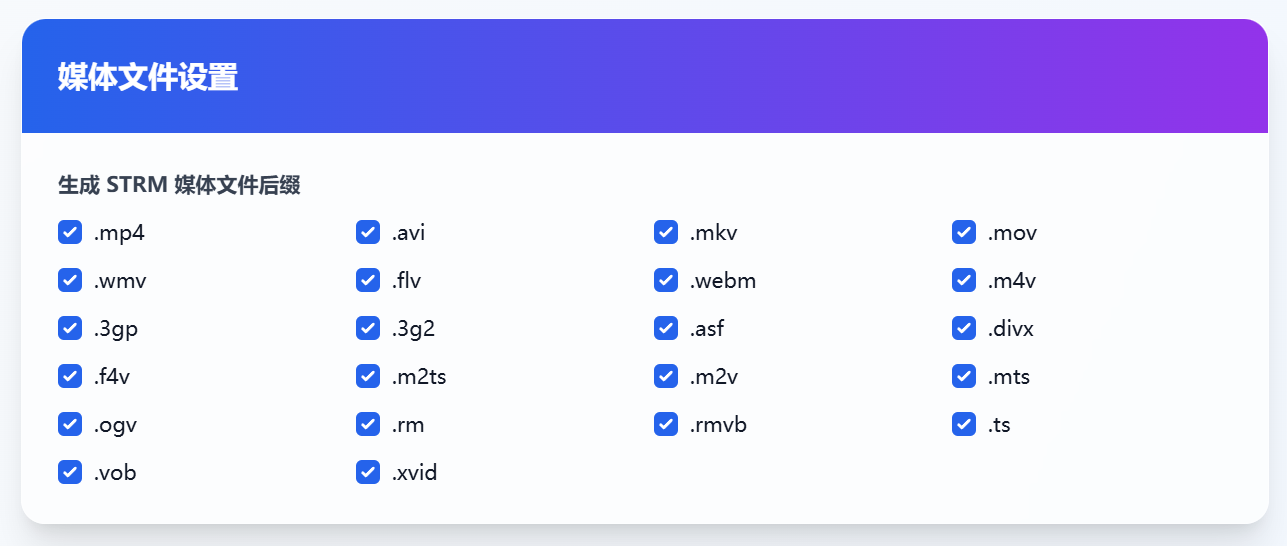 媒体文件设置
生成 STRM 媒体文件后缀
.mp4 .avi .mkv .mov
.wmv .flv .webm .m4v
.3gp .3g2 .asf .divx
.f4v .m2ts .m2v .mts
.ogv .rm .rmvb .ts
.vob .xvid